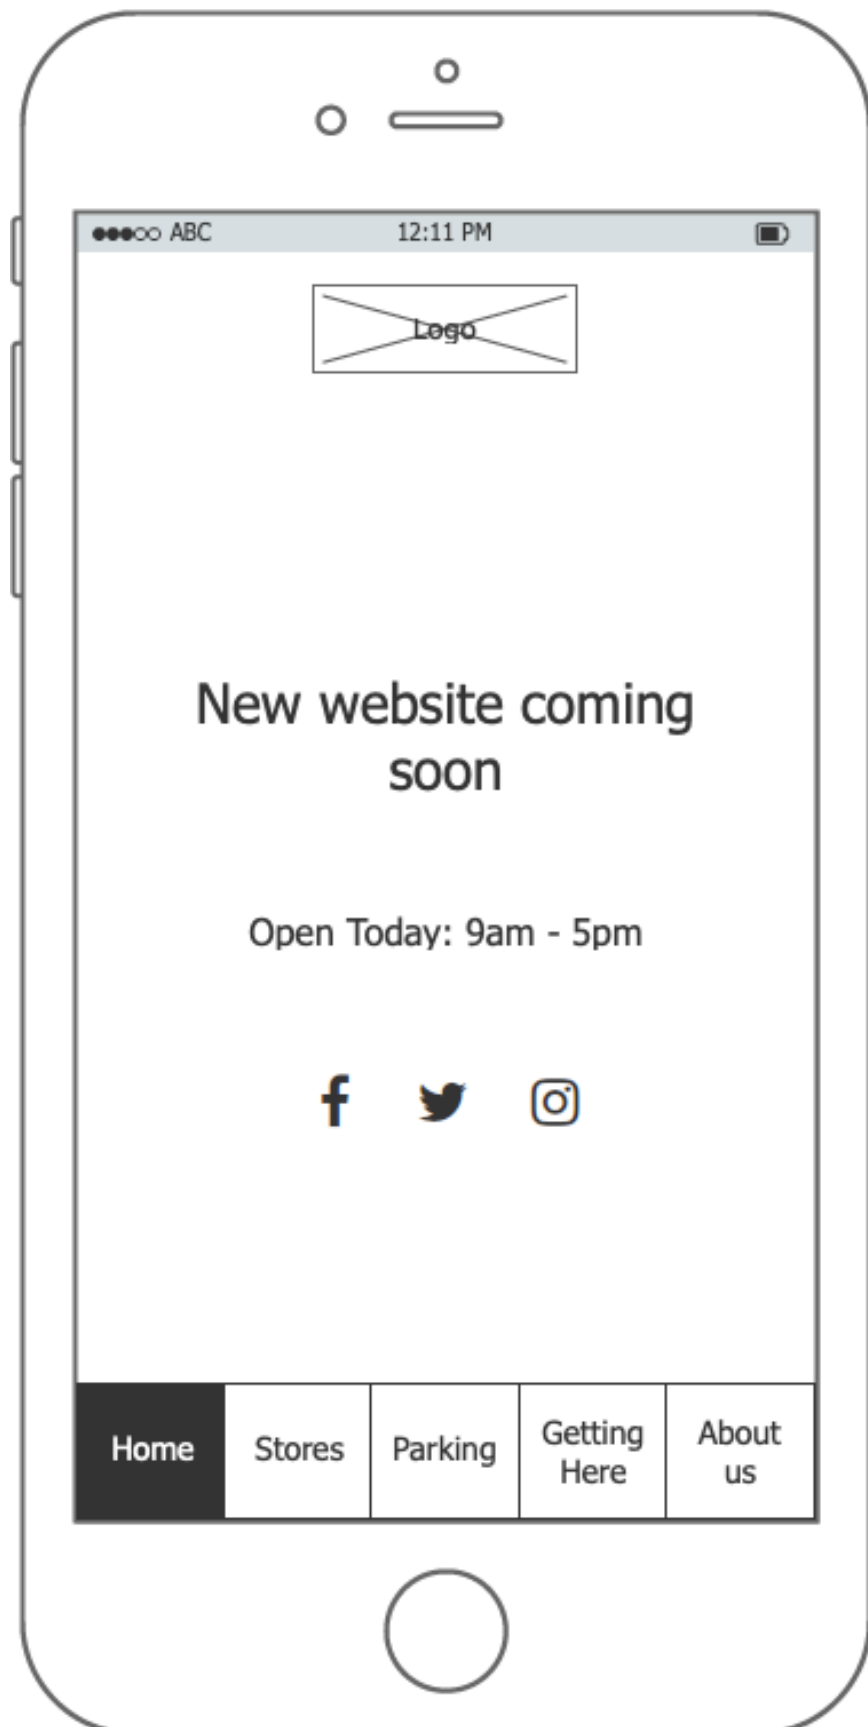 ABC 12:11 PM
Logo
New website coming
soon
Open Today: 9am - 5pm
Home Stores Parking Getting Here About us